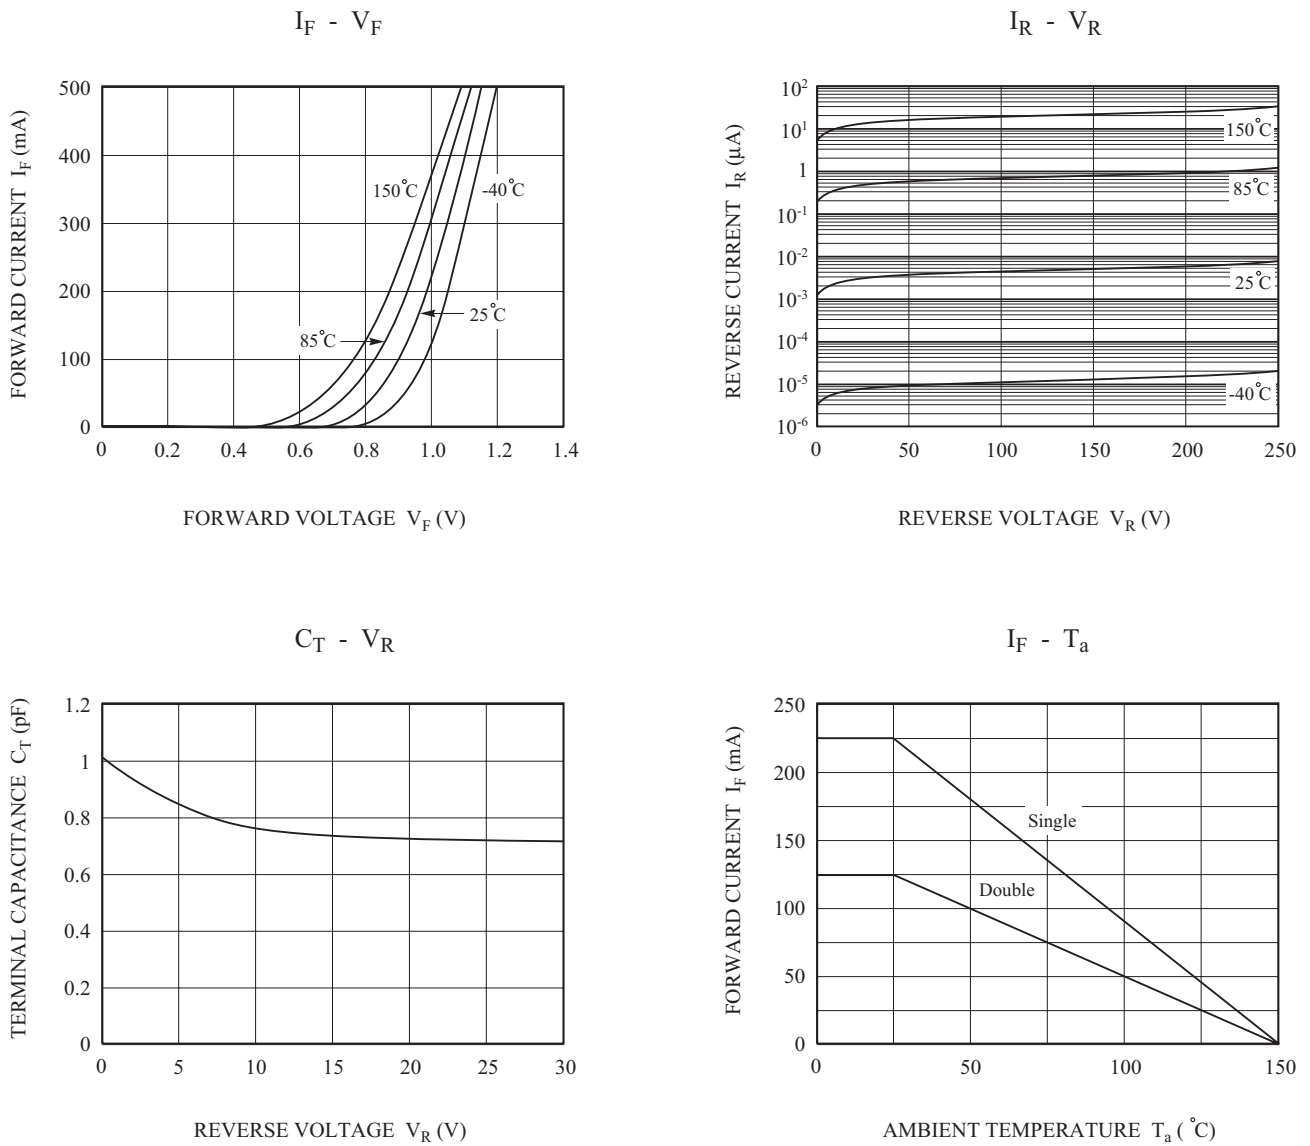 I_F - V_F
FORWARD CURRENT I_F (mA)
500
400
300
200
100
0
150°C
-40°C
25°C
85°C
0 0.2 0.4 0.6 0.8 1.0 1.2 1.4
FORWARD VOLTAGE V_F (V)
I_R - V_R
REVERSE CURRENT I_R (μA)
10^2
10^1
1
10^-1
10^-2
10^-3
10^-4
10^-5
10^-6
150°C
85°C
25°C
-40°C
0 50 100 150 200 250
REVERSE VOLTAGE V_R (V)
C_T - V_R
TERMINAL CAPACITANCE C_T (pF)
1.2
1
0.8
0.6
0.4
0.2
0
0 5 10 15 20 25 30
REVERSE VOLTAGE V_R (V)
I_F - T_a
FORWARD CURRENT I_F (mA)
250
200
150
100
50
0
Single
Double
0 50 100 150
AMBIENT TEMPERATURE T_a ( °C)